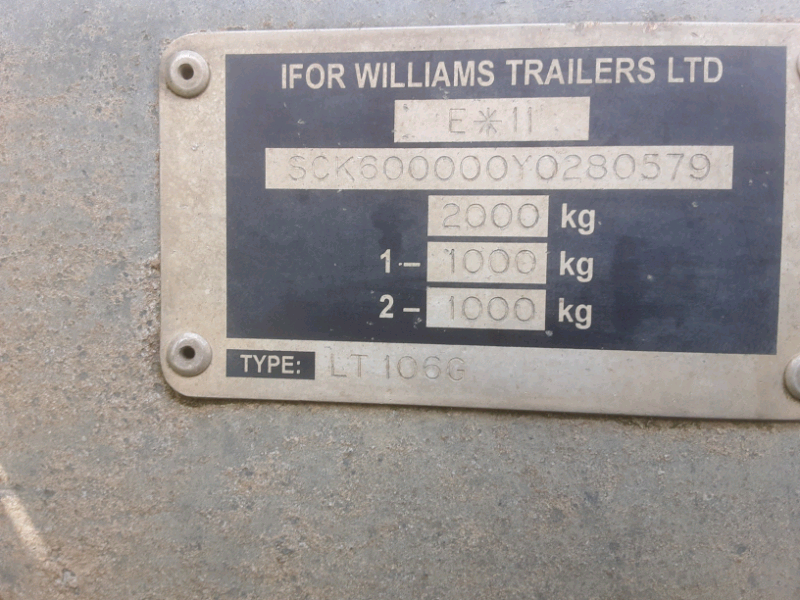 IFOR WILLIAMS TRAILERS LTD
E*11
SCK600000Y0280579
2000 kg
1– 1000 kg
2– 1000 kg
TYPE: LT 106G